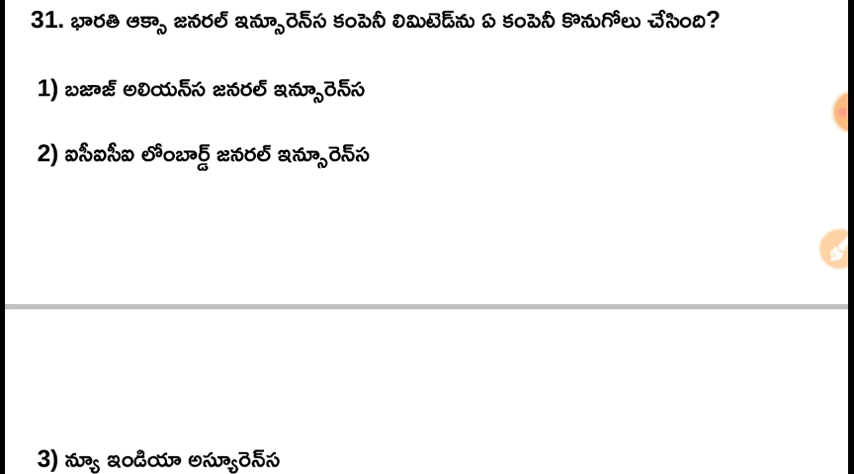 31. భారతి ఆక్సా జనరల్ ఇన్సూరెన్‌స కంపెనీ లిమిటెడ్‌ను ఏ కంపెనీ కొనుగోలు చేసింది?
1) బజాజ్ అలియన్‌స జనరల్ ఇన్సూరెన్‌స
2) ఐసీఐసీఐ లోంబార్డ్ జనరల్ ఇన్సూరెన్‌స
3) న్యూ ఇండియా అస్యూరెన్‌స